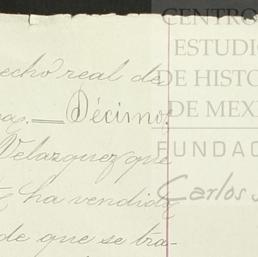 CENTRO
ESTUDIO
DE HISTO
DE MEXI
FUNDAC
Carlos
echo real de
as. — Décimo:
Velazquez que
ha vendido
de que se tra-